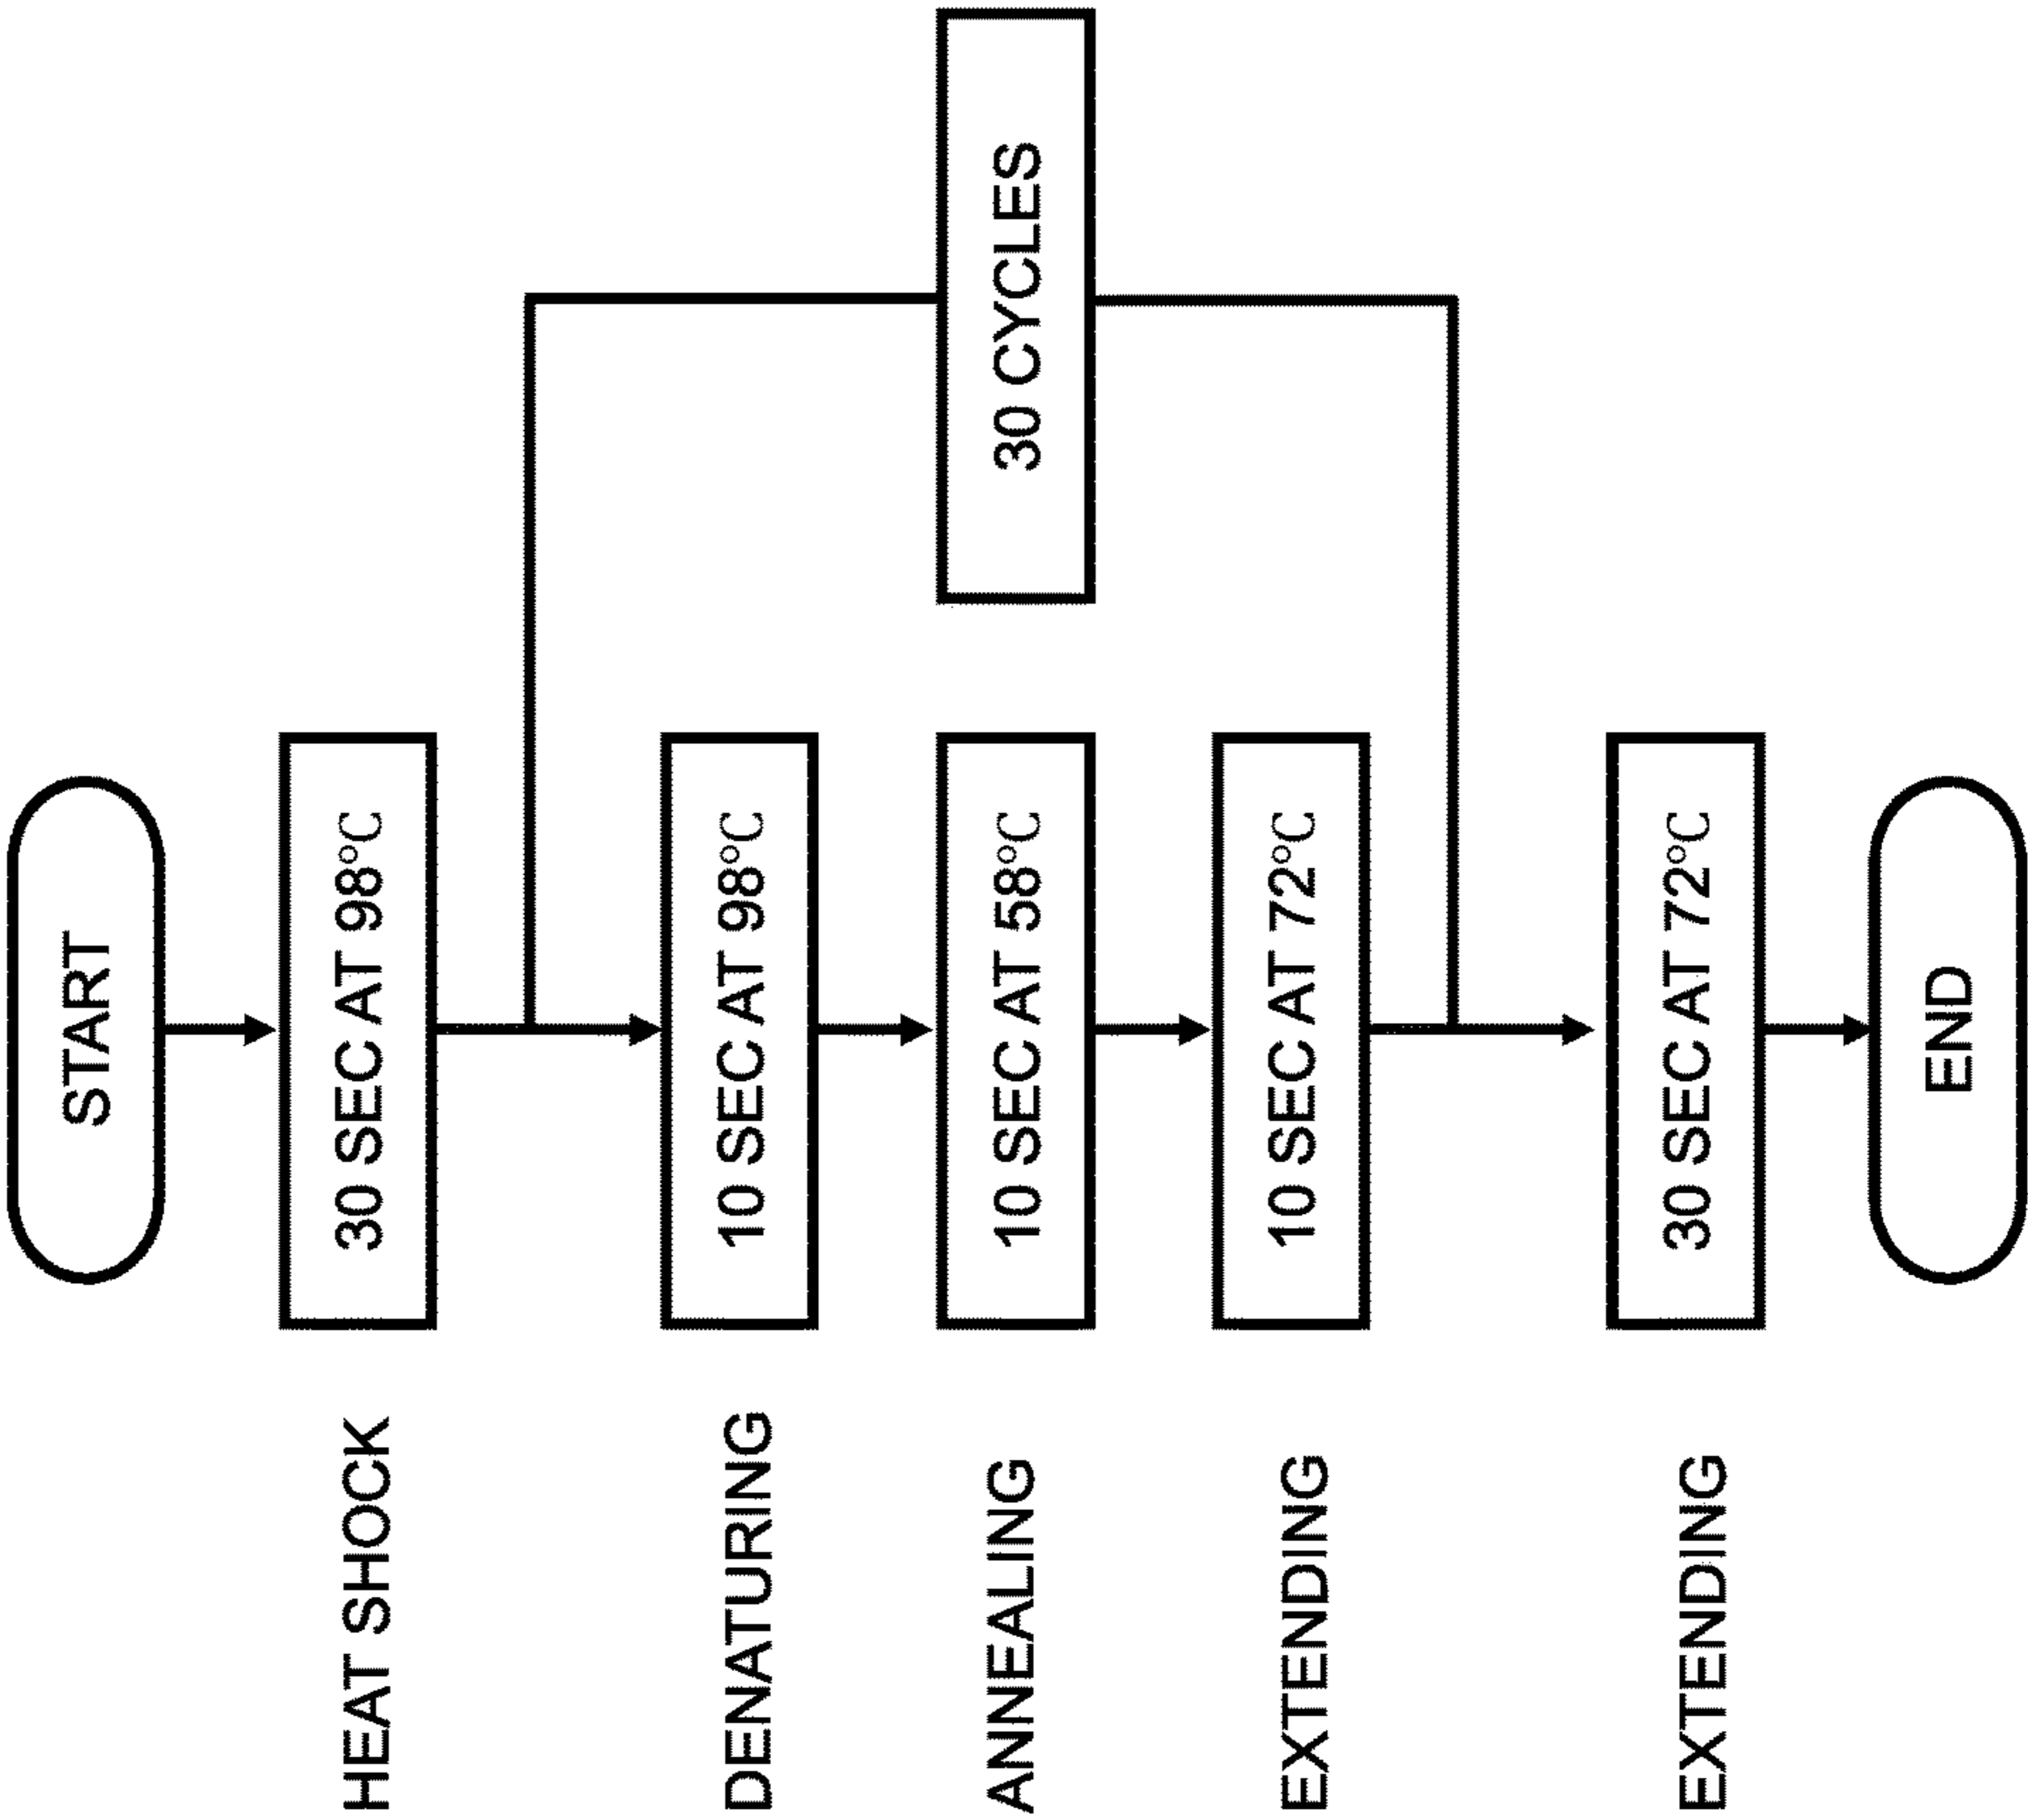 START
HEAT SHOCK
30 SEC AT 98°C
DENATURING
10 SEC AT 98°C
ANNEALING
10 SEC AT 58°C
30 CYCLES
EXTENDING
10 SEC AT 72°C
EXTENDING
30 SEC AT 72°C
END